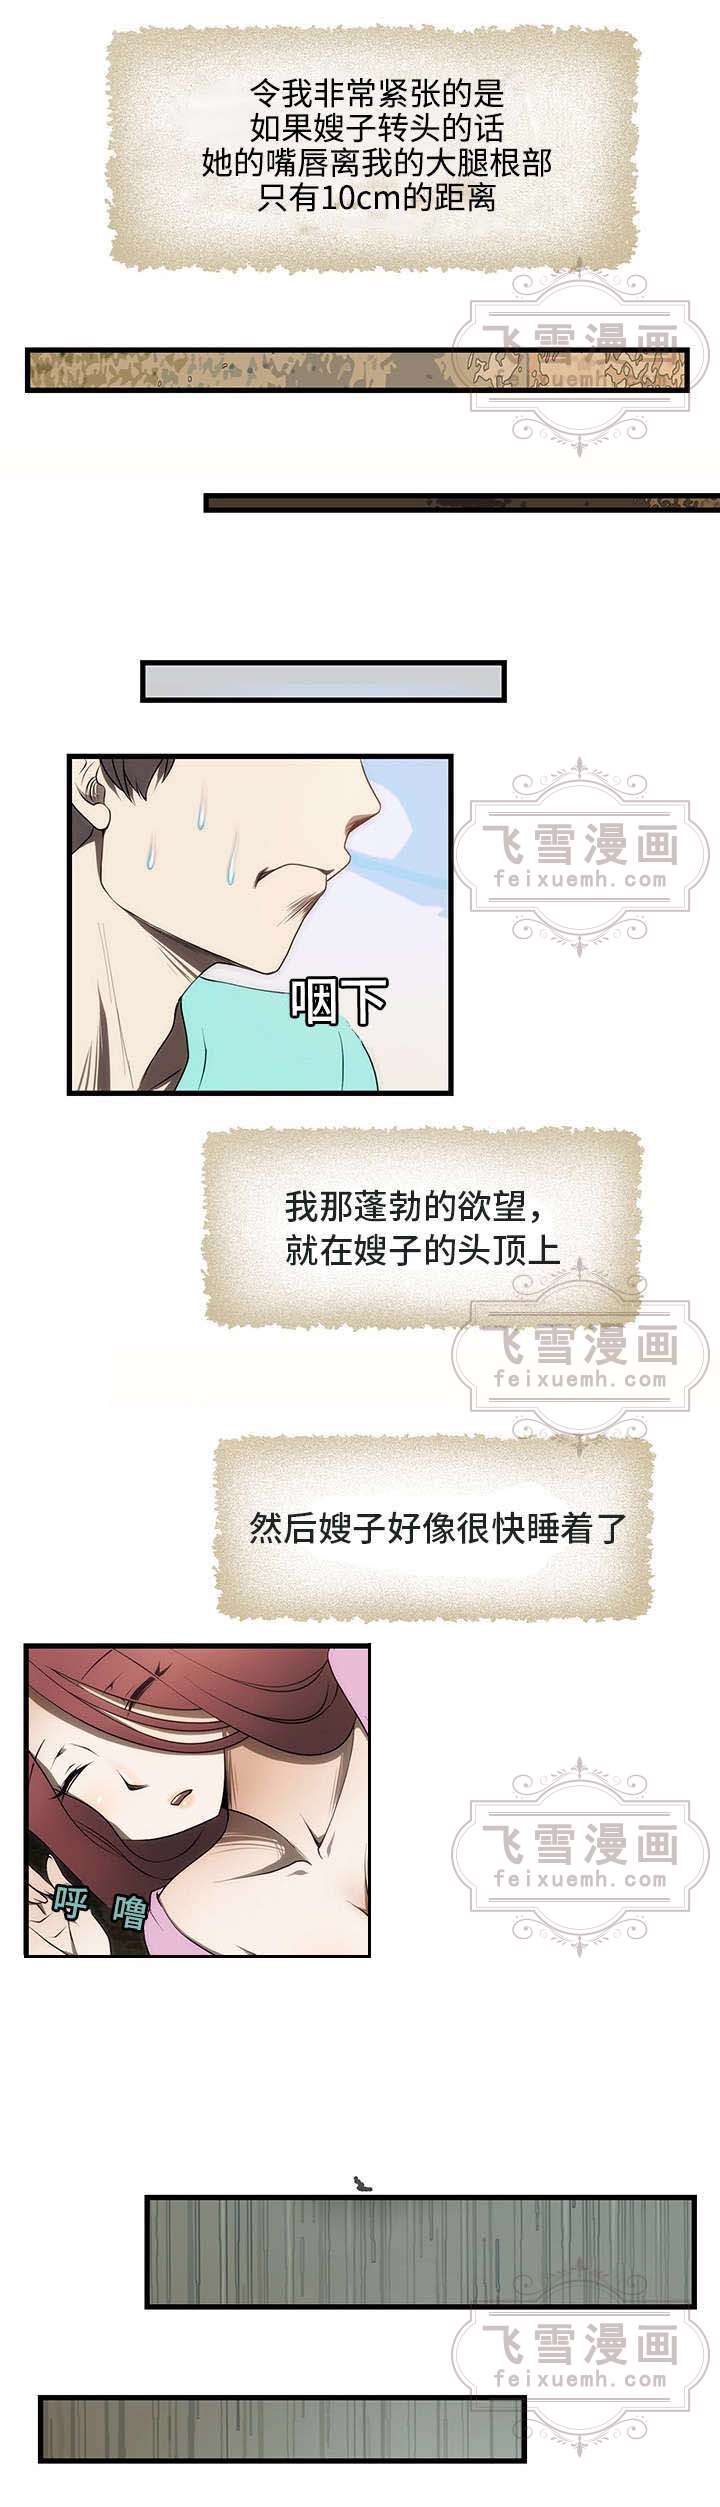 令我非常紧张的是
如果嫂子转头的话
她的嘴唇离我的大腿根部
只有10cm的距离
飞雪漫画
feixuemh.com
咽下
飞雪漫画
feixuemh.com
我那蓬勃的欲望，
就在嫂子的头顶上
飞雪漫画
feixuemh.com
然后嫂子好像很快睡着了
呼噜
飞雪漫画
feixuemh.com
飞雪漫画
feixuemh.com